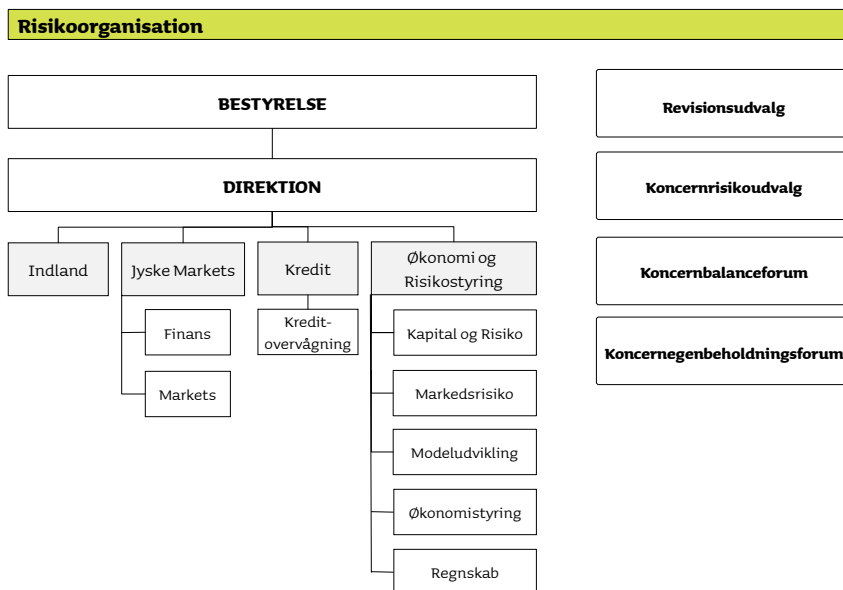 Risikoorganisation
BESTYRELSE
DIREKTION
Indland
Jyske Markets
Kredit
Økonomi og
Risikostyring
Finans
Markets
Kredit-
overvågning
Kapital og Risiko
Markedsrisiko
Modeludvikling
Økonomistyring
Regnskab
Revisionsudvalg
Koncernrisikoudvalg
Koncernbalanceforum
Koncernegenbeholdningsforum